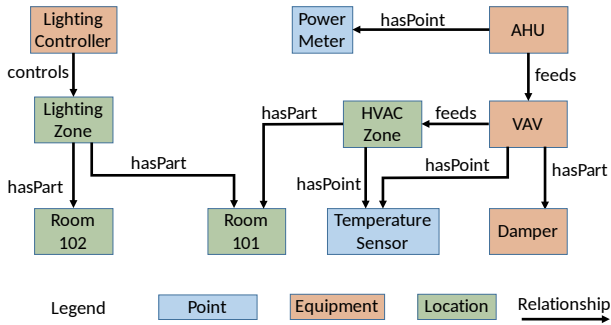 Lighting
Controller
Power
Meter
hasPoint
AHU
controls
feeds
Lighting
Zone
hasPart
HVAC
Zone
feeds
VAV
hasPart
hasPoint
hasPart
hasPart
hasPoint
Room
102
Room
101
Temperature
Sensor
Damper
Legend
Point
Equipment
Location
Relationship